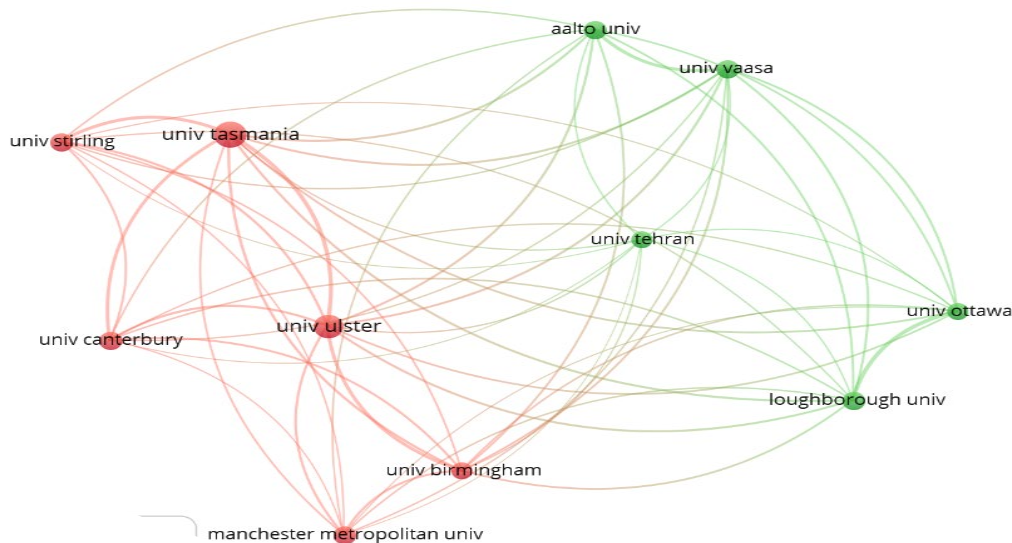 aalto univ
univ vaasa
univ tasmania
univ stirling
univ tehran
univ ottawa
univ ulster
univ canterbury
loughborough univ
univ birmingham
manchester metropolitan univ